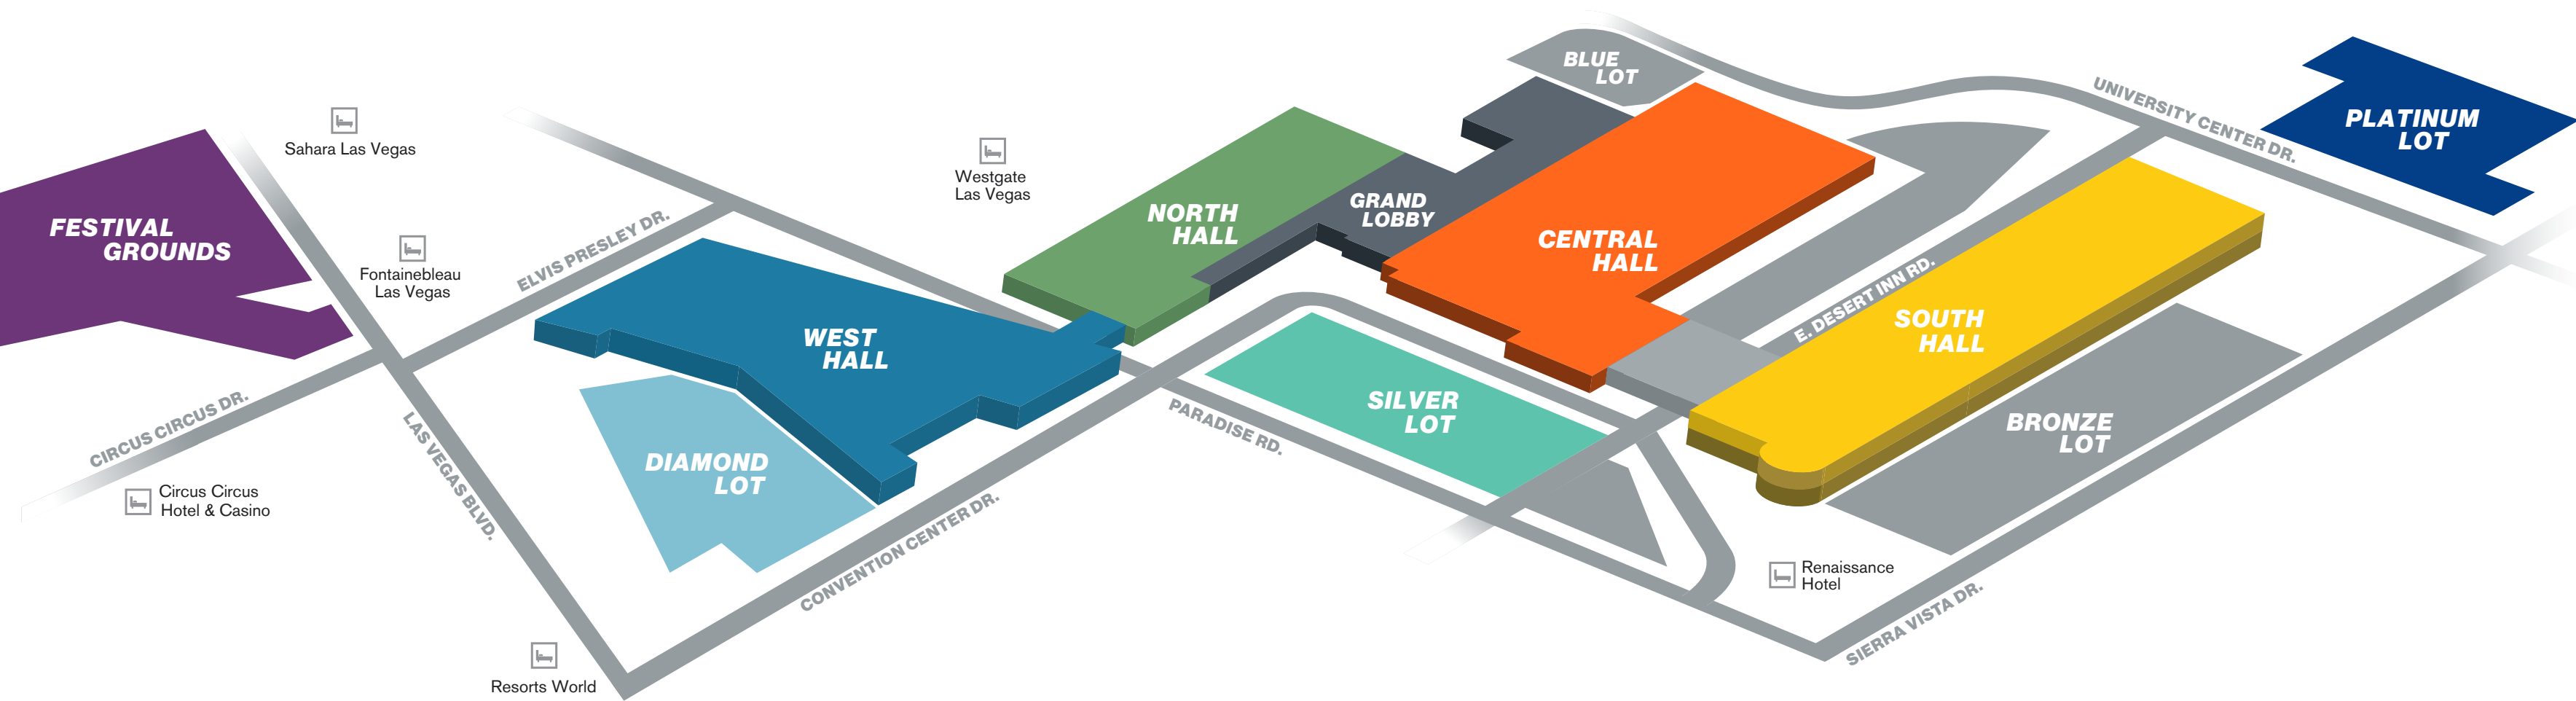 BLUE
LOT
UNIVERSITY CENTER DR.
PLATINUM
LOT
Sahara Las Vegas
FESTIVAL
GROUNDS
Westgate
Las Vegas
NORTH
HALL
GRAND
LOBBY
CENTRAL
HALL
ELVIS PRESLEY DR.
Fontainebleau
Las Vegas
E. DESERT INN RD.
SOUTH
HALL
WEST
HALL
SILVER
LOT
BRONZE
LOT
PARADISE RD.
CIRCUS CIRCUS DR.
LAS VEGAS BLVD.
DIAMOND
LOT
Circus Circus
Hotel & Casino
CONVENTION CENTER DR.
Renaissance
Hotel
SIERRA VISTA DR.
Resorts World